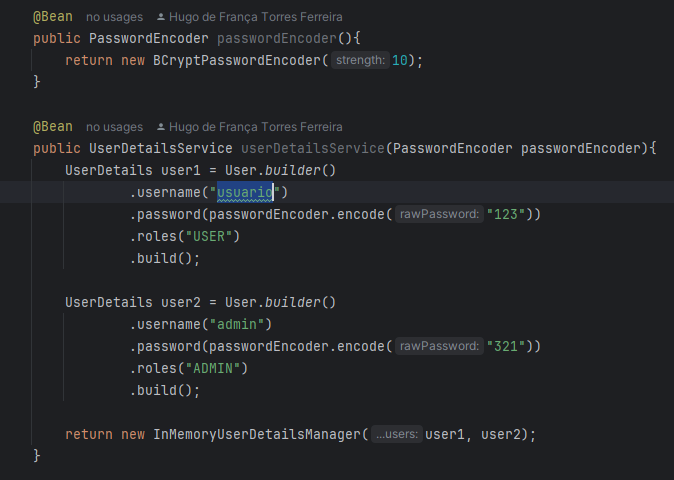 @Bean no usages Hugo de França Torres Ferreira
public PasswordEncoder passwordEncoder(){
return new BCryptPasswordEncoder( strength: 10);
}
@Bean no usages Hugo de França Torres Ferreira
public UserDetailsService userDetailsService(PasswordEncoder passwordEncoder){
UserDetails user1 = User.builder()
.username("usuario")
.password(passwordEncoder.encode( rawPassword: "123"))
.roles("USER")
.build();
UserDetails user2 = User.builder()
.username("admin")
.password(passwordEncoder.encode( rawPassword: "321"))
.roles("ADMIN")
.build();
return new InMemoryUserDetailsManager( ...users: user1, user2);
}